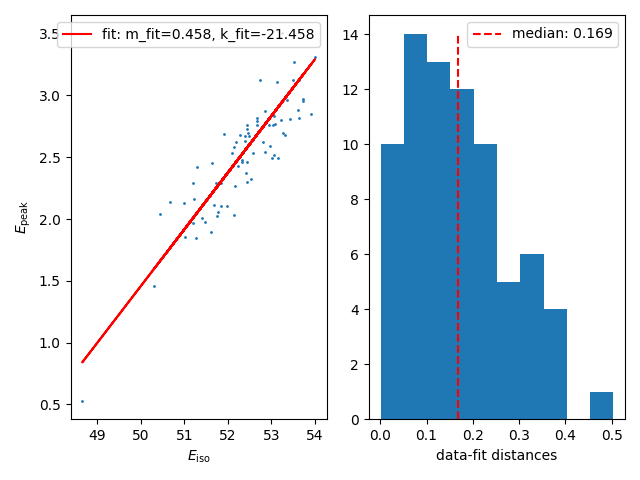 fit: m_fit=0.458, k_fit=-21.458
3.5
3.0
2.5
2.0
1.5
1.0
0.5
E_peak
49 50 51 52 53 54
E_iso
median: 0.169
14
12
10
8
6
4
2
0
0.0 0.1 0.2 0.3 0.4 0.5
data-fit distances